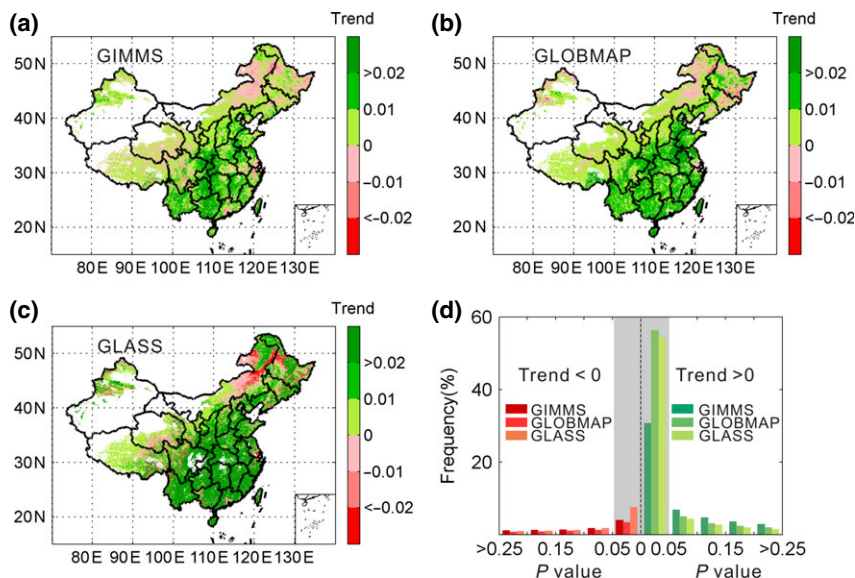 (a)
Trend
GIMMS
50 N
40 N
30 N
20 N
80 E 90 E 100 E 110 E 120 E 130 E
>0.02
0.01
0
−0.01
<−0.02
(b)
Trend
GLOBMAP
50 N
40 N
30 N
20 N
80 E 90 E 100 E 110 E 120 E 130 E
>0.02
0.01
0
−0.01
<−0.02
(c)
Trend
GLASS
50 N
40 N
30 N
20 N
80 E 90 E 100 E 110 E 120 E 130 E
>0.02
0.01
0
−0.01
<−0.02
(d)
Frequency(%)
60
40
20
Trend < 0
GIMMS
GLOBMAP
GLASS
Trend >0
GIMMS
GLOBMAP
GLASS
>0.25 0.15 0.05 0 0.05 0.15 >0.25
P value P value